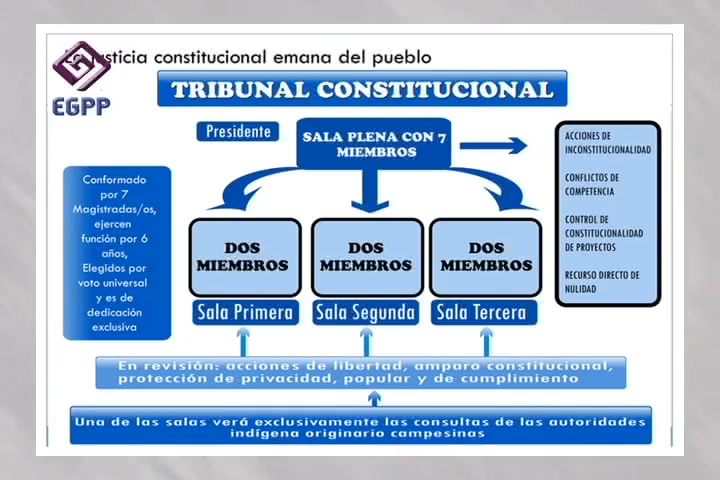 La justicia constitucional emana del pueblo
EGPP
TRIBUNAL CONSTITUCIONAL
Presidente
SALA PLENA CON 7
MIEMBROS
ACCIONES DE
INCONSTITUCIONALIDAD
CONFLICTOS DE
COMPETENCIA
CONTROL DE
CONSTITUCIONALIDAD
DE PROYECTOS
RECURSO DIRECTO DE
NULIDAD
Conformado
por 7
Magistradas/os,
ejercen
función por 6
años,
Elegidos por
voto universal
y es de
dedicación
exclusiva
DOS
MIEMBROS
Sala Primera
DOS
MIEMBROS
Sala Segunda
DOS
MIEMBROS
Sala Tercera
En revisión: acciones de libertad, amparo constitucional,
protección de privacidad, popular y de cumplimiento
Una de las salas verá exclusivamente las consultas de las autoridades
indígena originario campesinas